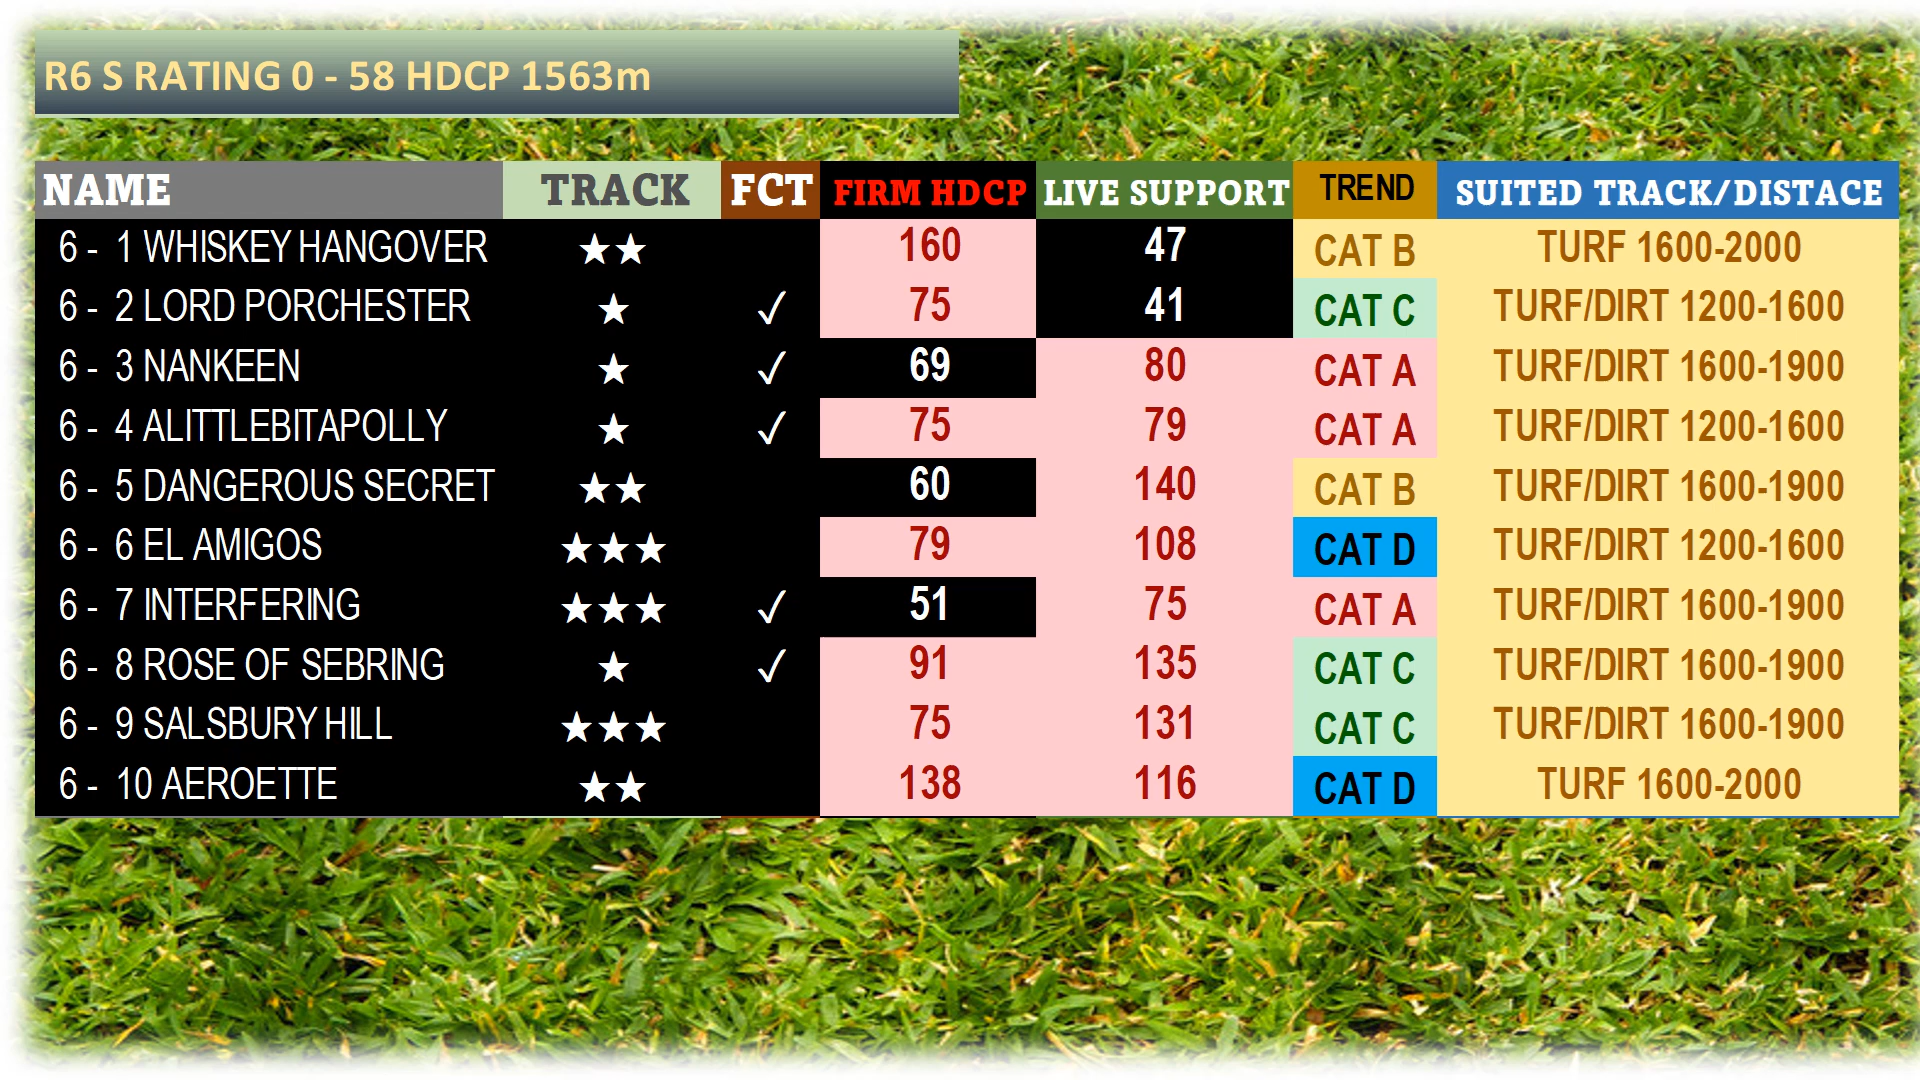 R6 S RATING 0 - 58 HDCP 1563m
NAME TRACK FCT FIRM HDCP LIVE SUPPORT TREND SUITED TRACK/DISTACE
6 - 1 WHISKEY HANGOVER ★★ 160 47 CAT B TURF 1600-2000
6 - 2 LORD PORCHESTER ★ ✓ 75 41 CAT C TURF/DIRT 1200-1600
6 - 3 NANKEEN ★ ✓ 69 80 CAT A TURF/DIRT 1600-1900
6 - 4 ALITTLEBITAPOLLY ★ ✓ 75 79 CAT A TURF/DIRT 1200-1600
6 - 5 DANGEROUS SECRET ★★ 60 140 CAT B TURF/DIRT 1600-1900
6 - 6 EL AMIGOS ★★★ 79 108 CAT D TURF/DIRT 1200-1600
6 - 7 INTERFERING ★★★ ✓ 51 75 CAT A TURF/DIRT 1600-1900
6 - 8 ROSE OF SEBRING ★ ✓ 91 135 CAT C TURF/DIRT 1600-1900
6 - 9 SALSBURY HILL ★★★ 75 131 CAT C TURF/DIRT 1600-1900
6 - 10 AEROETTE ★★ 138 116 CAT D TURF 1600-2000